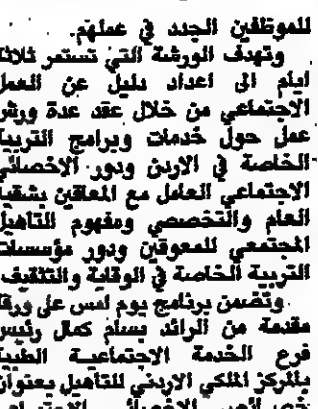 للموظفين الجدد في عملهم.
وتهدف الورشة التي تستمر ثلاثة
ايام الى اعداد دليل عن العمل
الاجتماعي من خلال عقد عدة ورش
عمل حول خدمات وبرامج التربية
الخاصة في الاردن ودور الاخصائي
الاجتماعي العامل مع المعاقين بشقيه
العام والتخصصي ومفهوم التاهيل
المجتمعي للمعوقين ودور مؤسسات
التربية الخاصة في الوقاية والتثقيف.
وتضمن برنامج يوم امس على ورقة
مقدمة من الرائد بسام كمال رئيس
فرع الخدمة الاجتماعية الطبية
بالمركز الملكي الاردني للتأهيل بعنوان